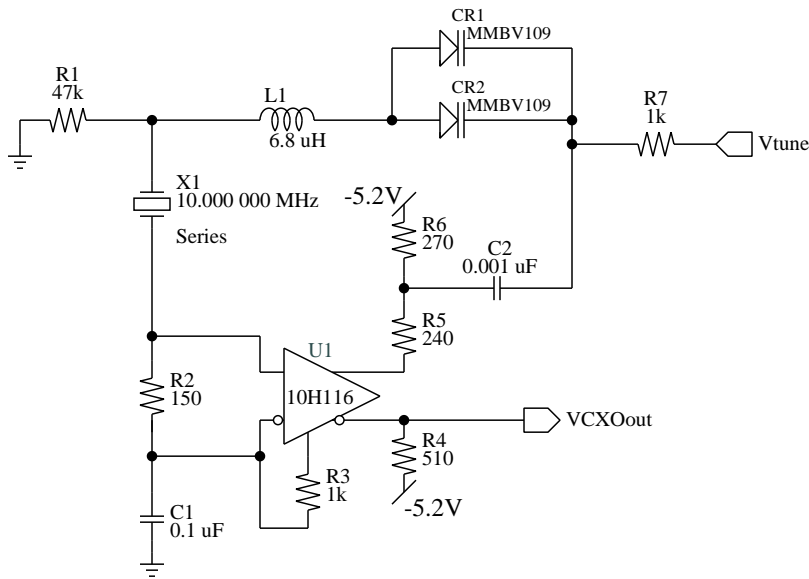 CR1
MMBV109
CR2
MMBV109
R1
47k
L1
6.8 uH
R7
1k
Vtune
X1
10.000 000 MHz
Series
-5.2V
R6
270
C2
0.001 uF
R5
240
U1
10H116
R2
150
VCXOout
R4
510
R3
1k
-5.2V
C1
0.1 uF